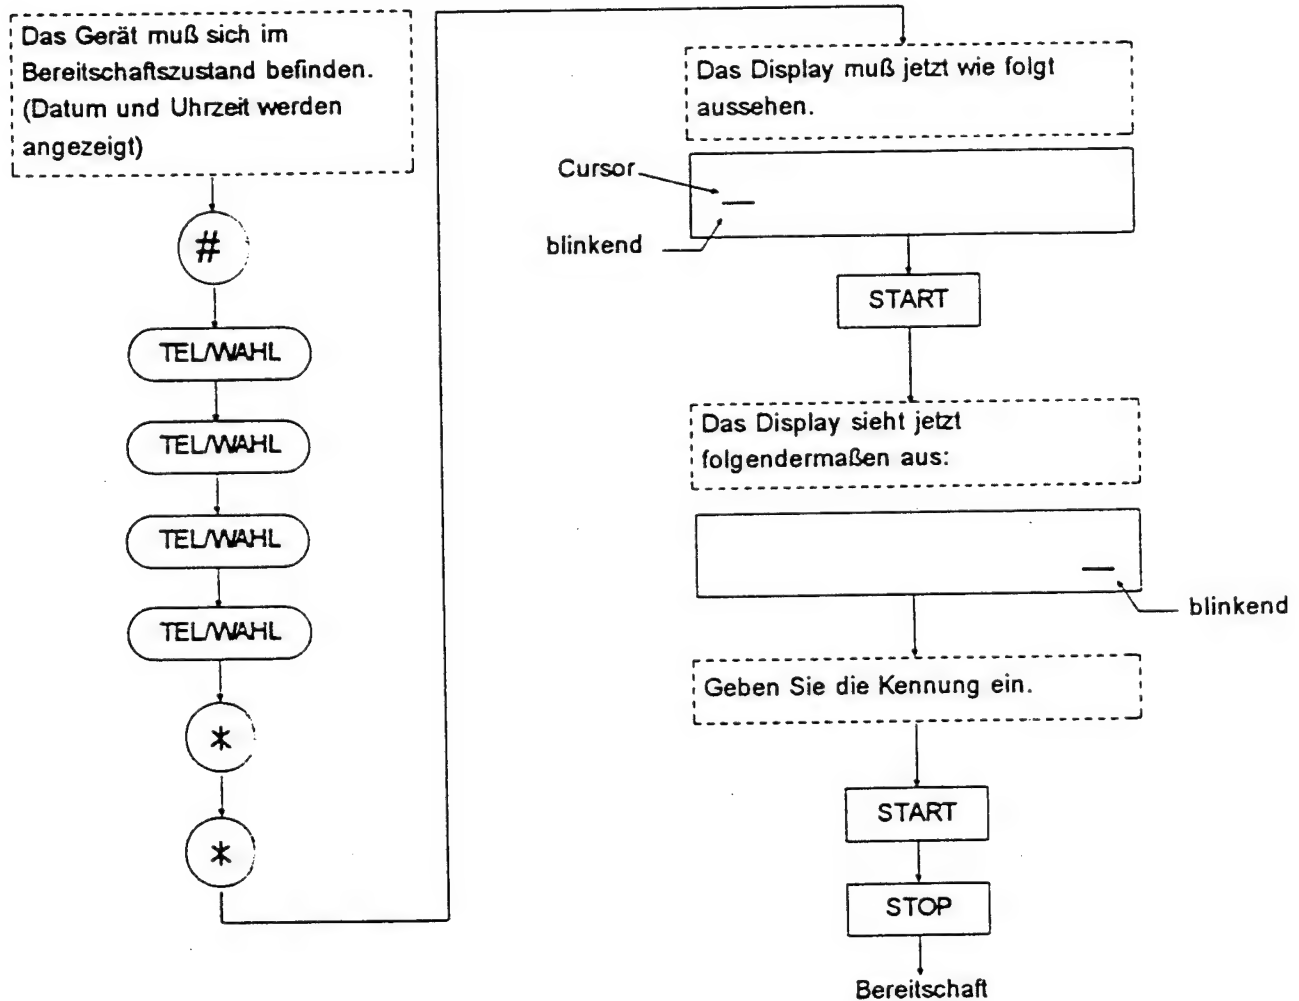 Das Gerät muß sich im
Bereitschaftszustand befinden.
(Datum und Uhrzeit werden
angezeigt)
#
TEL/WAHL
TEL/WAHL
TEL/WAHL
TEL/WAHL
*
*
Das Display muß jetzt wie folgt
aussehen.
Cursor
blinkend
START
Das Display sieht jetzt
folgendermaßen aus:
blinkend
Geben Sie die Kennung ein.
START
STOP
Bereitschaft